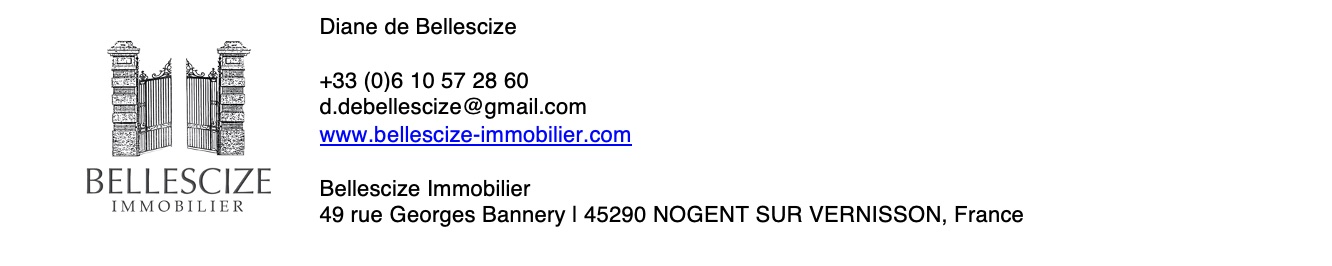 Diane de Bellescize
+33 (0)6 10 57 28 60
d.debellescize@gmail.com
www.bellescize-immobilier.com
BELLESCIZE
IMMOBILIER
Bellescize Immobilier
49 rue Georges Bannery | 45290 NOGENT SUR VERNISSON, France